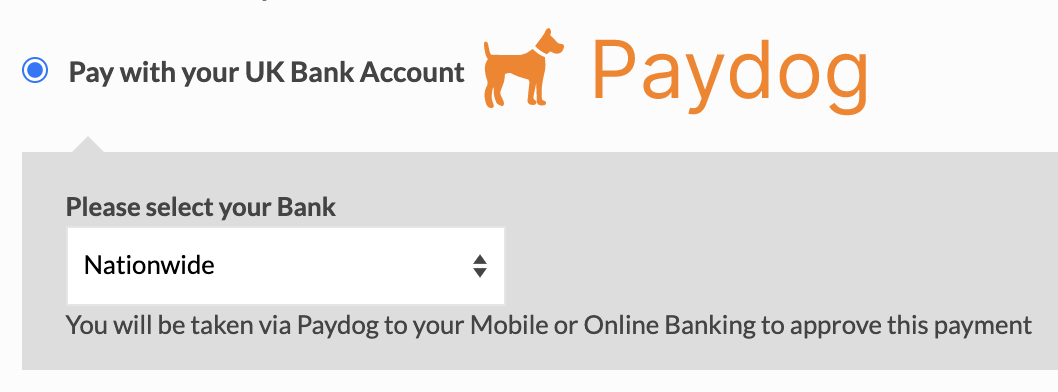 Pay with your UK Bank Account Paydog
Please select your Bank
Nationwide
You will be taken via Paydog to your Mobile or Online Banking to approve this payment